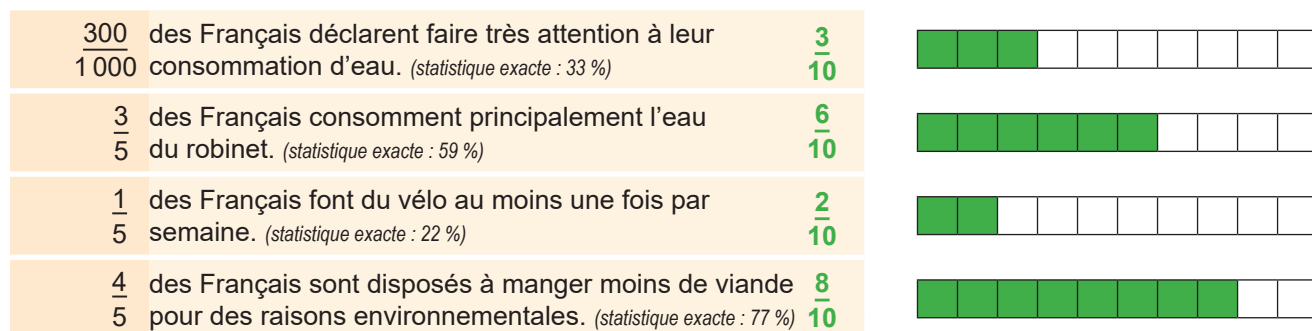 300/1 000 des Français déclarent faire très attention à leur 3/10
consommation d'eau. (statistique exacte : 33 %)
3/5 des Français consomment principalement l'eau 6/10
du robinet. (statistique exacte : 59 %)
1/5 des Français font du vélo au moins une fois par 2/10
semaine. (statistique exacte : 22 %)
4/5 des Français sont disposés à manger moins de viande 8/10
pour des raisons environnementales. (statistique exacte : 77 %)